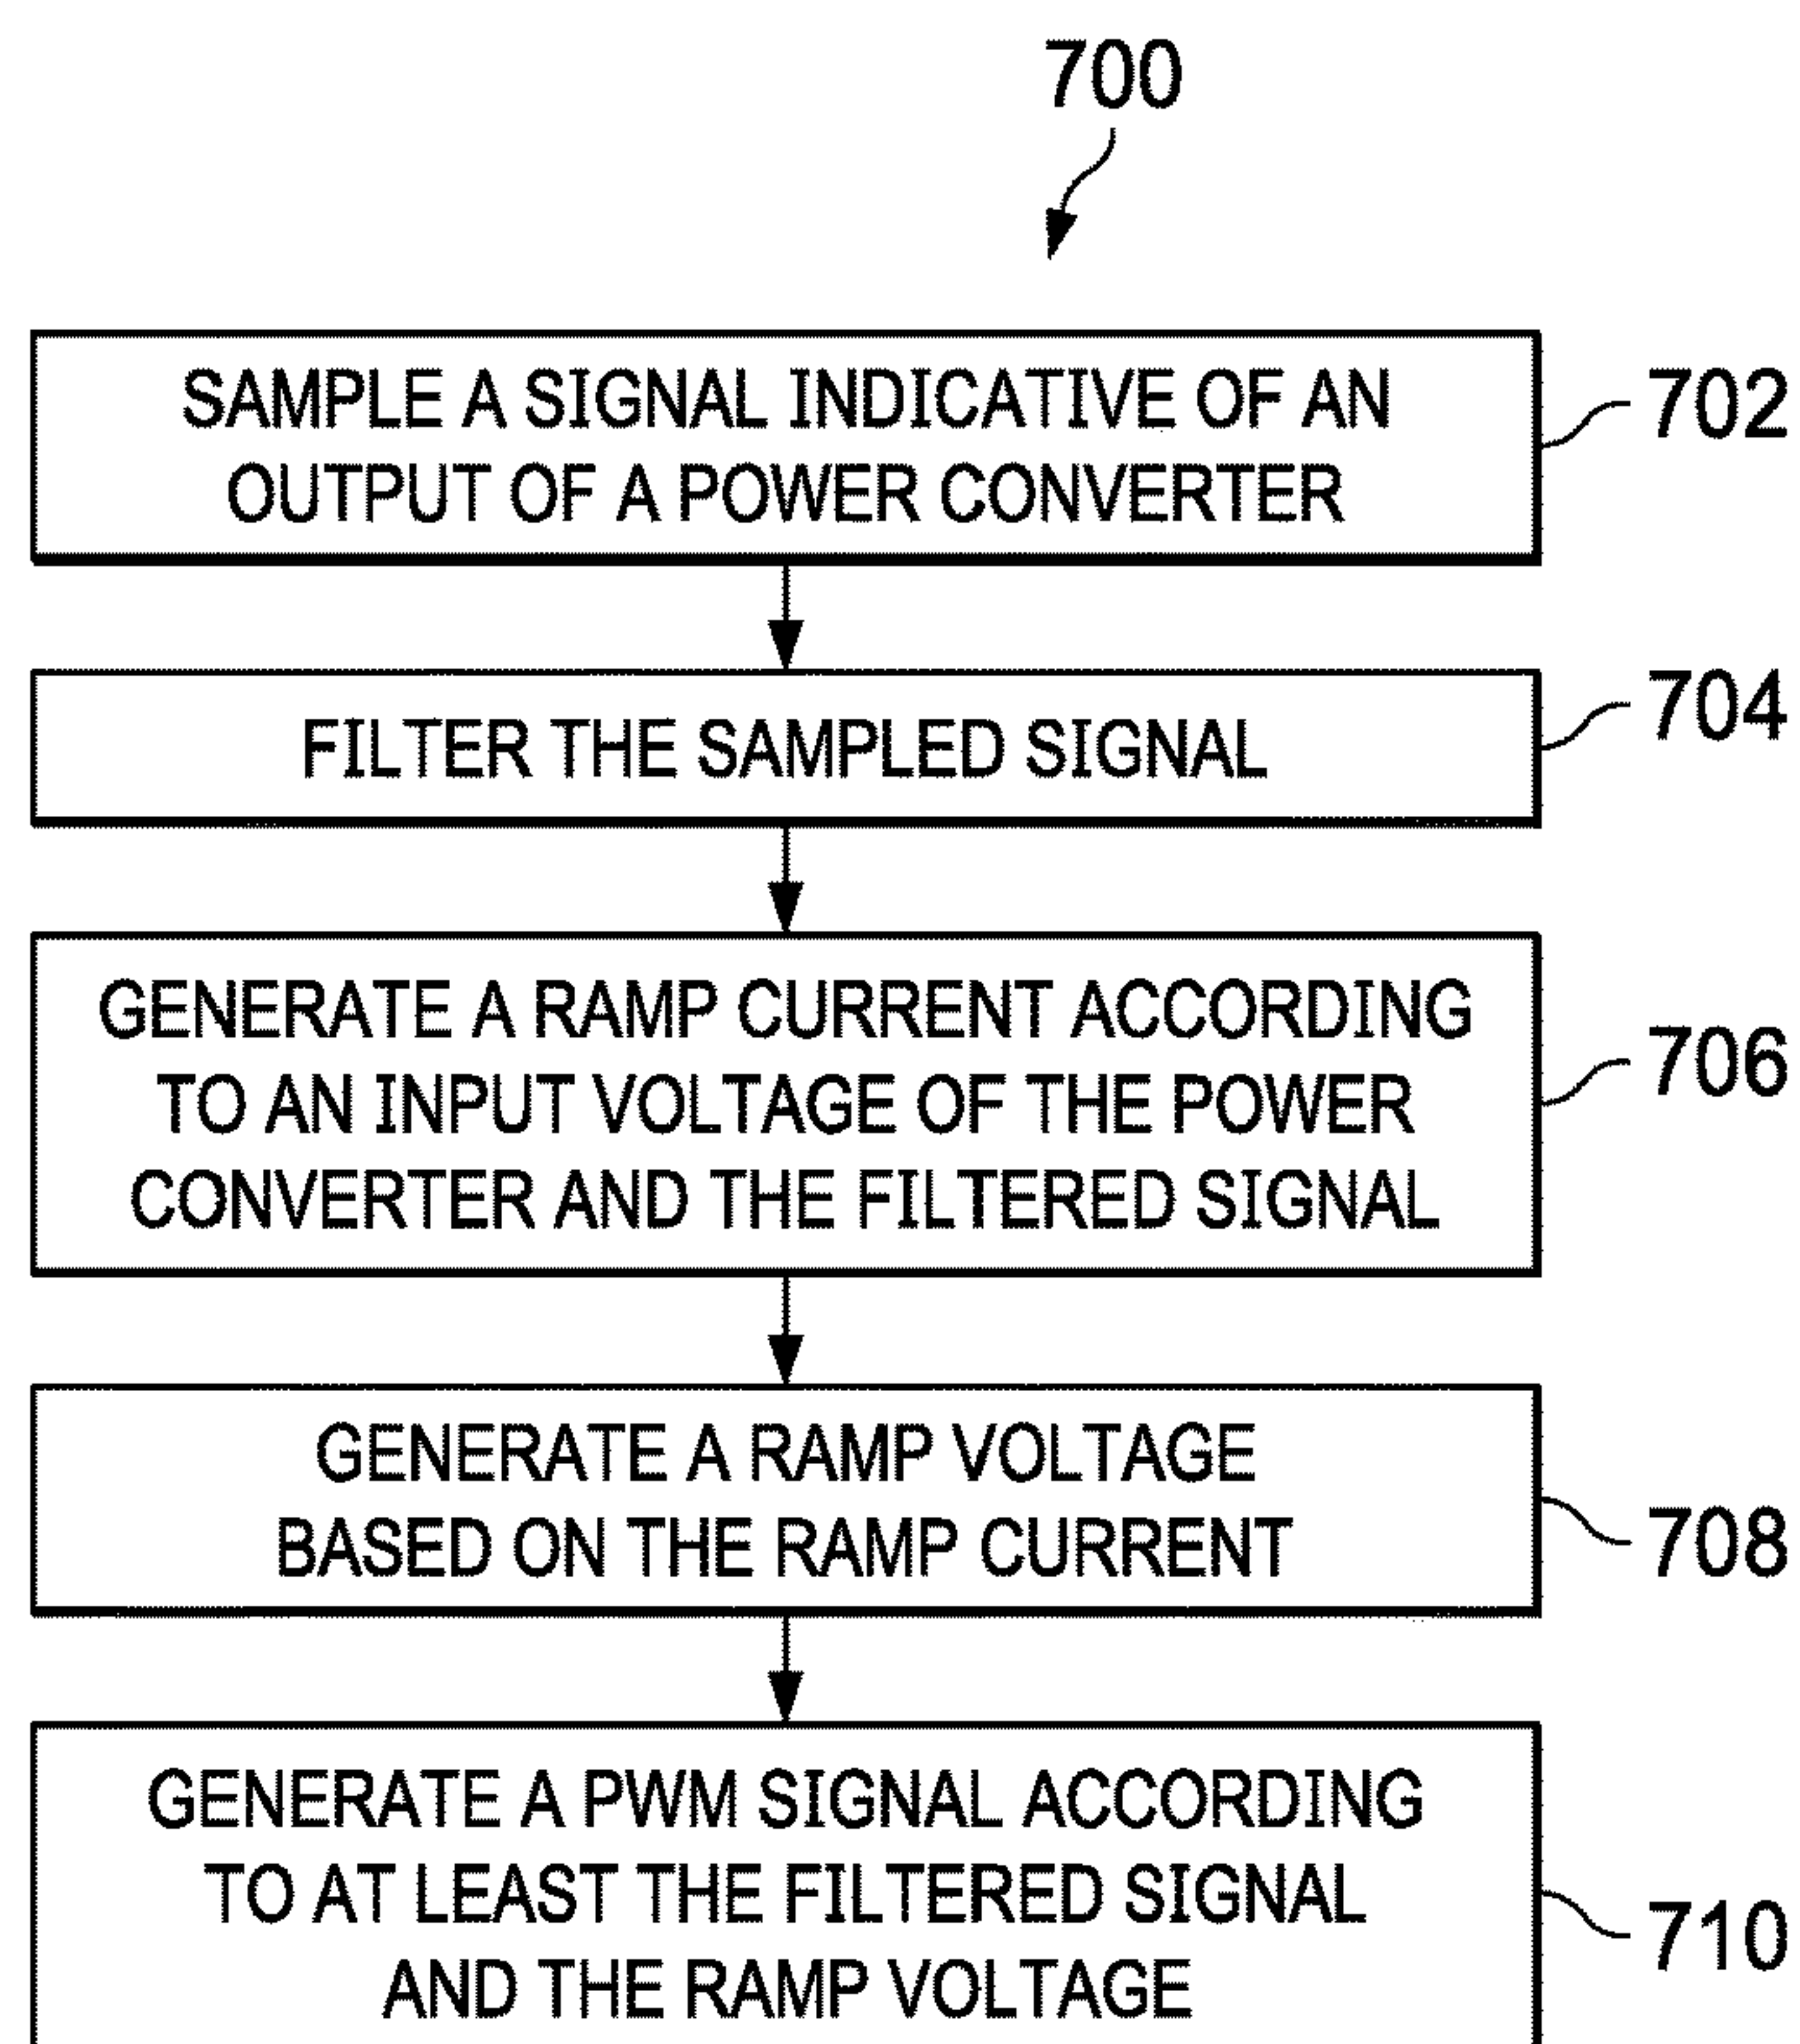 700
SAMPLE A SIGNAL INDICATIVE OF AN
OUTPUT OF A POWER CONVERTER
702
FILTER THE SAMPLED SIGNAL
704
GENERATE A RAMP CURRENT ACCORDING
TO AN INPUT VOLTAGE OF THE POWER
CONVERTER AND THE FILTERED SIGNAL
706
GENERATE A RAMP VOLTAGE
BASED ON THE RAMP CURRENT
708
GENERATE A PWM SIGNAL ACCORDING
TO AT LEAST THE FILTERED SIGNAL
AND THE RAMP VOLTAGE
710